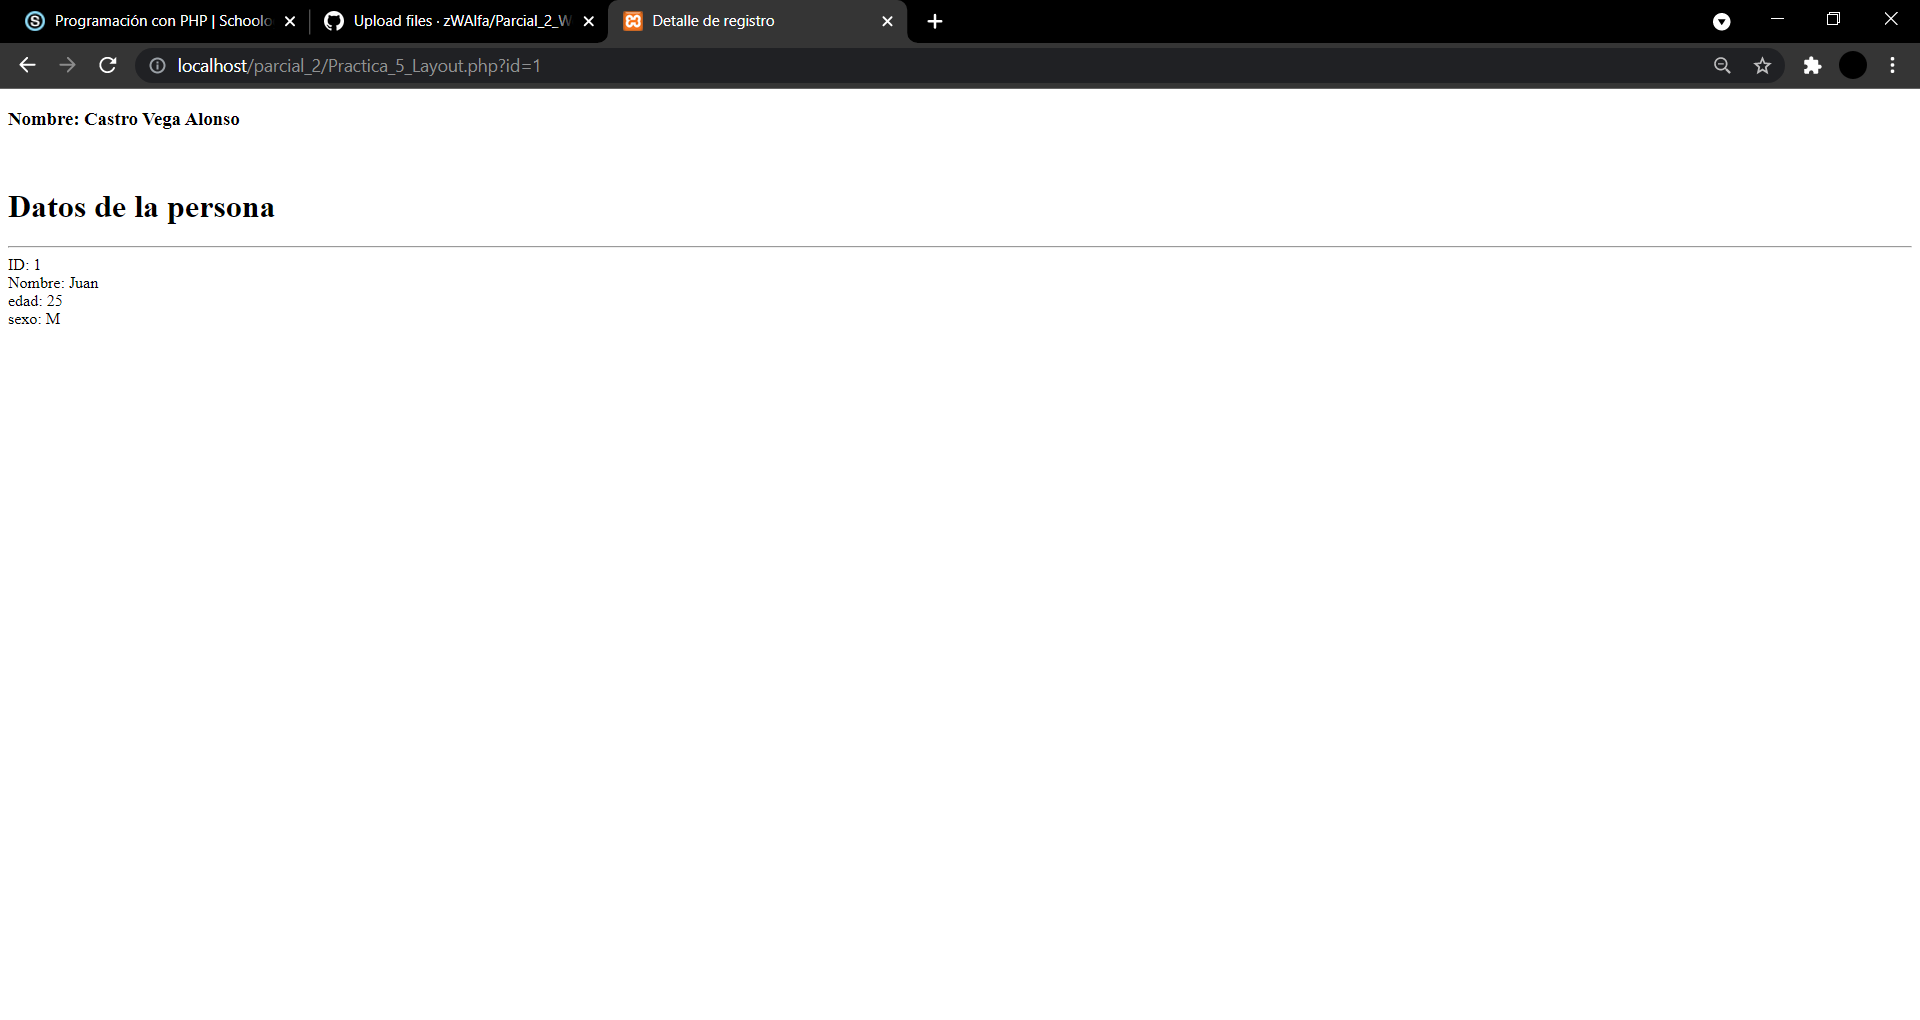 Programación con PHP | Schoolo
Upload files · zWAlfa/Parcial_2_W
Detalle de registro
localhost/parcial_2/Practica_5_Layout.php?id=1
Nombre: Castro Vega Alonso
Datos de la persona
ID: 1
Nombre: Juan
edad: 25
sexo: M